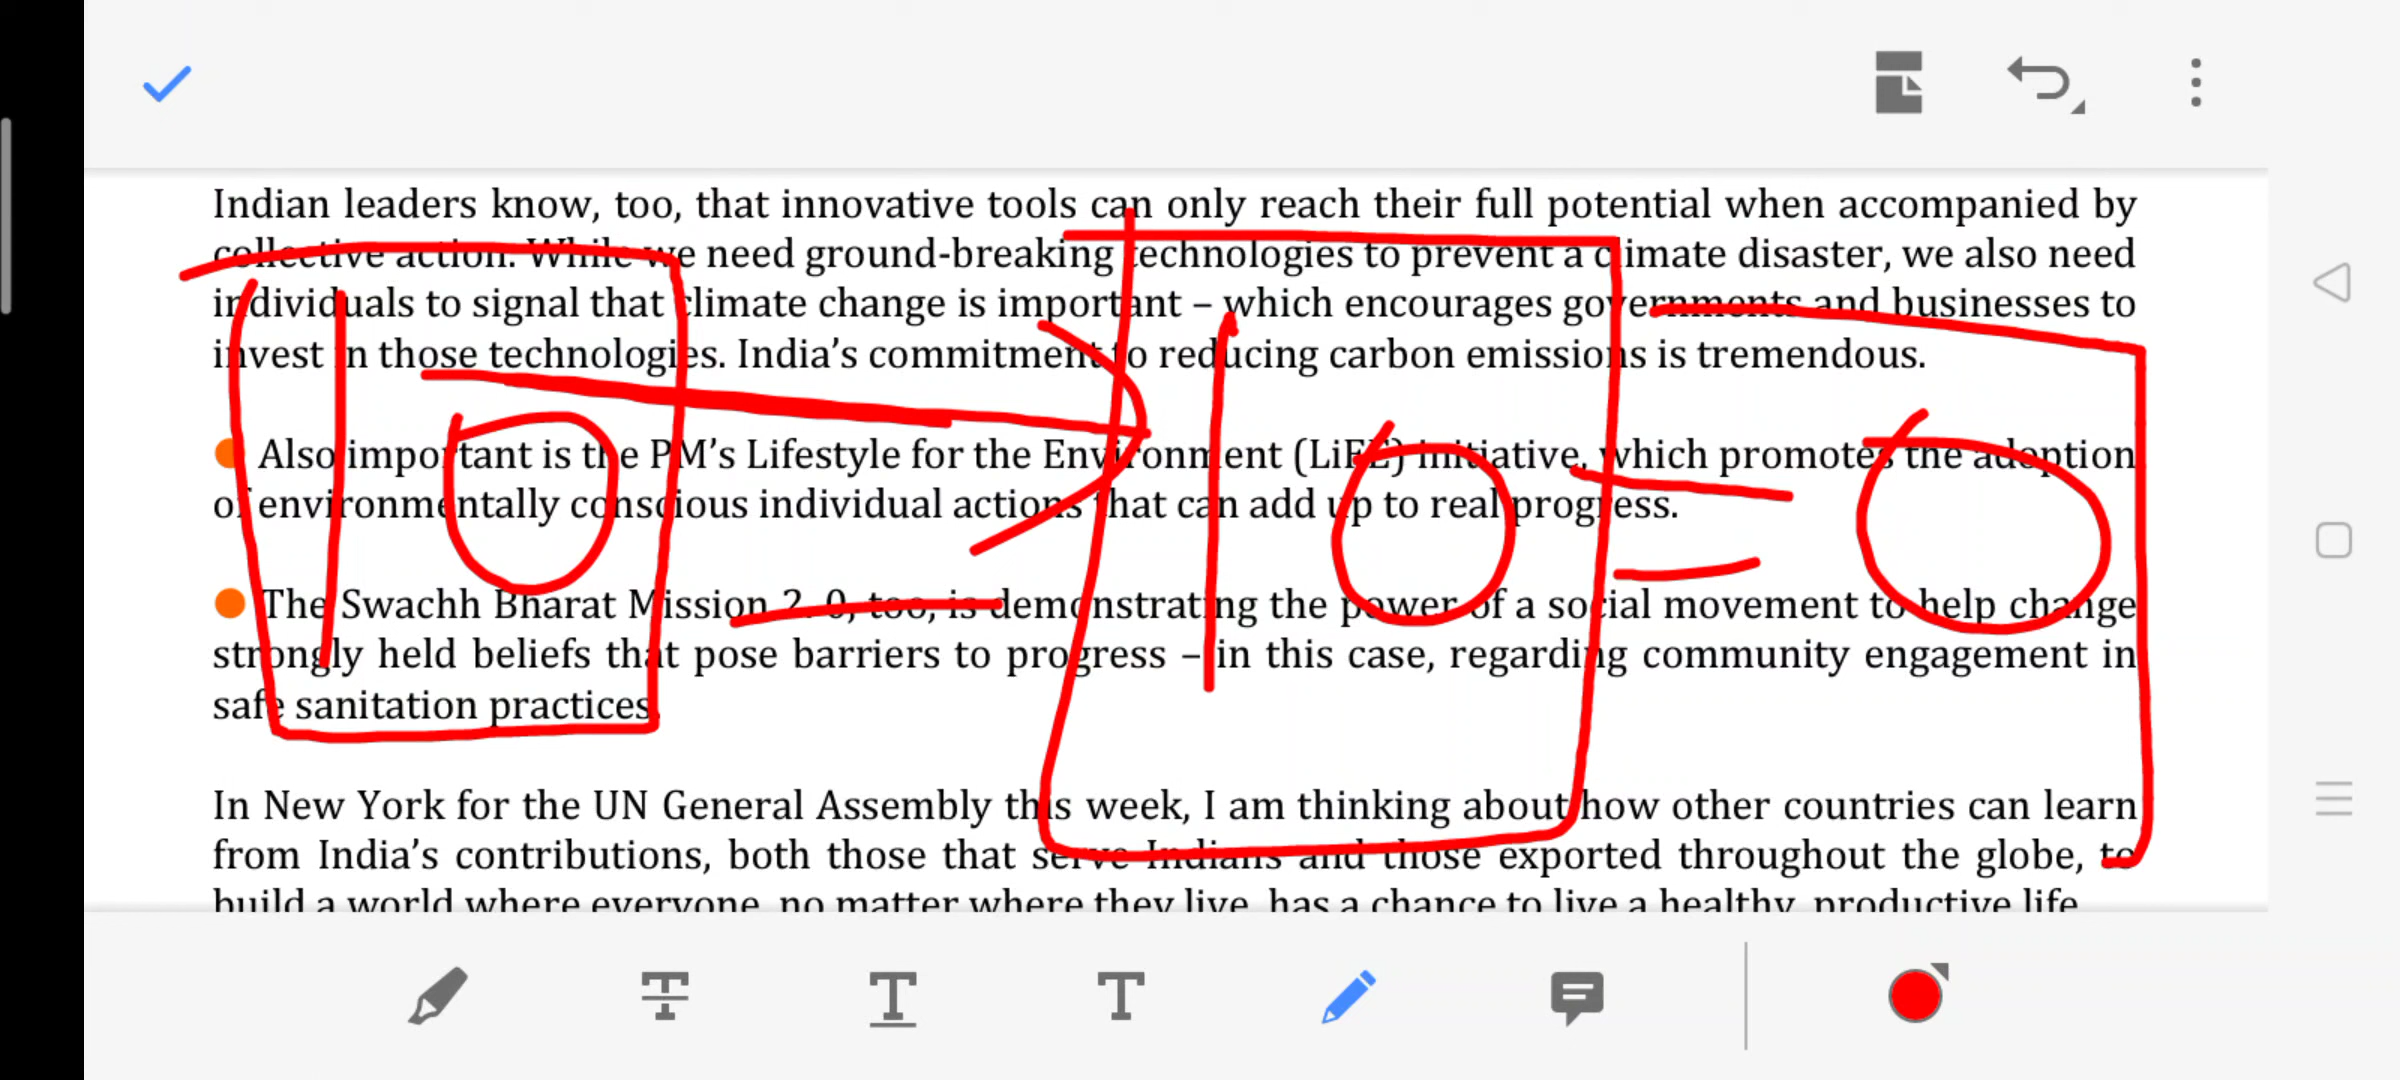 Indian leaders know, too, that innovative tools can only reach their full potential when accompanied by
collective action. While we need ground-breaking technologies to prevent a climate disaster, we also need
individuals to signal that climate change is important – which encourages governments and businesses to
invest in those technologies. India’s commitment to reducing carbon emissions is tremendous.
Also important is the PM’s Lifestyle for the Environment (LiFE) initiative, which promotes the adoption
of environmentally conscious individual actions that can add up to real progress.
The Swachh Bharat Mission 2.0, too, is demonstrating the power of a social movement to help change
strongly held beliefs that pose barriers to progress – in this case, regarding community engagement in
safe sanitation practices.
In New York for the UN General Assembly this week, I am thinking about how other countries can learn
from India’s contributions, both those that serve Indians and those exported throughout the globe, to
build a world where everyone, no matter where they live, has a chance to live a healthy, productive life.
10 - 10 = 0